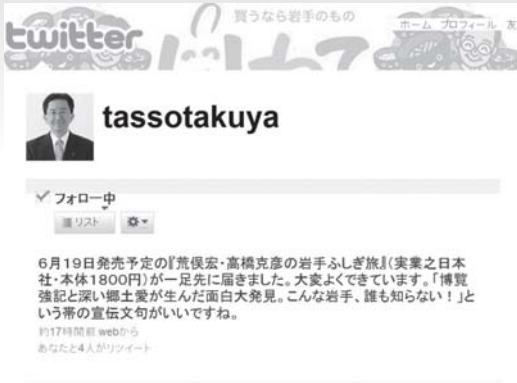 twitter
買うなら岩手のもの
ホーム プロフィール 友
tassotakuya
フォロー中
リスト
6月19日発売予定の『荒俣宏・高橋克彦の岩手ふしぎ旅』(実業之日本
社・本体1800円)が一足先に届きました。大変よくできています。「博覧
強記と深い郷土愛が生んだ面白大発見。こんな岩手、誰も知らない！」と
いう帯の宣伝文句がいいですね。
約17時間前 webから
あなたと4人がリツイート